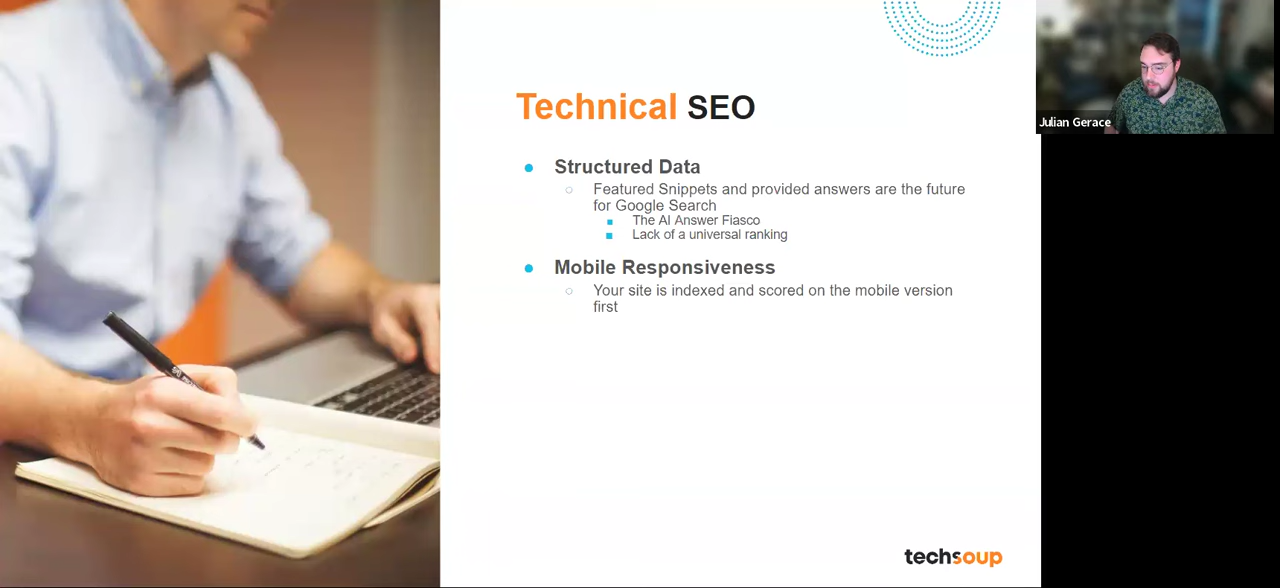 Technical SEO
Structured Data
Featured Snippets and provided answers are the future
for Google Search
The AI Answer Fiasco
Lack of a universal ranking
Mobile Responsiveness
Your site is indexed and scored on the mobile version
first
techsoup
Julian Gerace